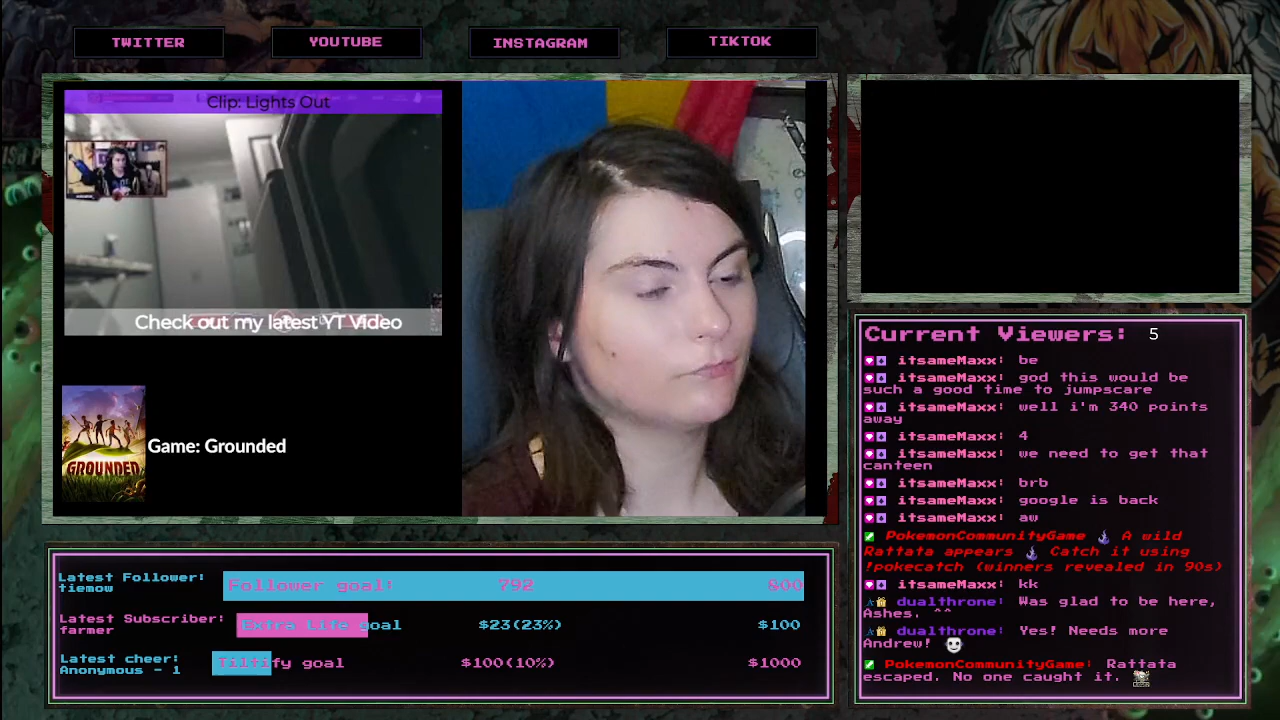 TWITTER
YOUTUBE
INSTAGRAM
TIKTOK
Clip: Lights Out
Check out my latest YT Video
GROUNDED
Game: Grounded
Current Viewers: 5
itsameMaxx: be
itsameMaxx: god this would be
such a good time to jumpscare
itsameMaxx: well i'm 340 points
away
itsameMaxx: 4
itsameMaxx: we need to get that
canteen
itsameMaxx: brb
itsameMaxx: google is back
itsameMaxx: aw
PokemonCommunityGame A wild
Rattata appears Catch it using
!pokecatch (winners revealed in 90s)
itsameMaxx: kk
dualthrone: Was glad to be here,
Ashes. ^^
dualthrone: Yes! Needs more
Andrew!
PokemonCommunityGame: Rattata
escaped. No one caught it.
Latest Follower:
tiemow
Follower goal: 792 800
Latest Subscriber:
farmer
Extra Life goal $23(23%) $100
Latest cheer:
Anonymous - 1
Tiltify goal $100(10%) $1000